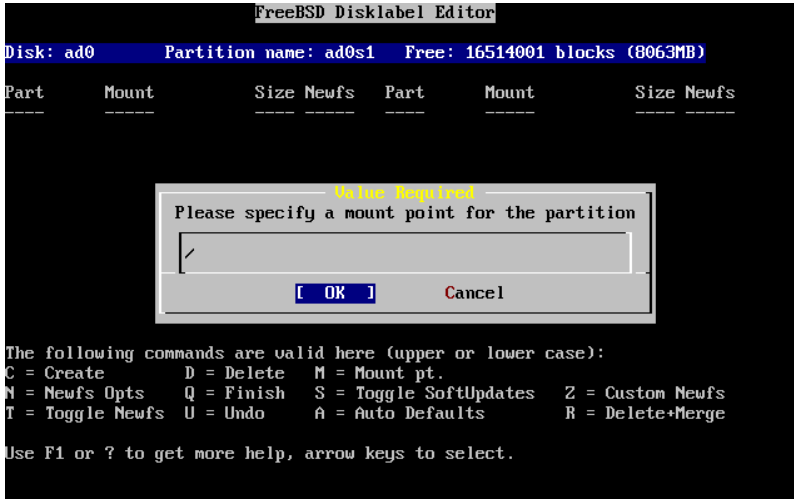 FreeBSD Disklabel Editor
Disk: ad0 Partition name: ad0s1 Free: 16514001 blocks (8063MB)
Part Mount Size Newfs Part Mount Size Newfs
---- ----- ---- ----- ---- ----- ---- -----
Value Required
Please specify a mount point for the partition
/
[ OK ] Cancel
The following commands are valid here (upper or lower case):
C = Create D = Delete M = Mount pt.
N = Newfs Opts Q = Finish S = Toggle SoftUpdates Z = Custom Newfs
T = Toggle Newfs U = Undo A = Auto Defaults R = Delete+Merge
Use F1 or ? to get more help, arrow keys to select.